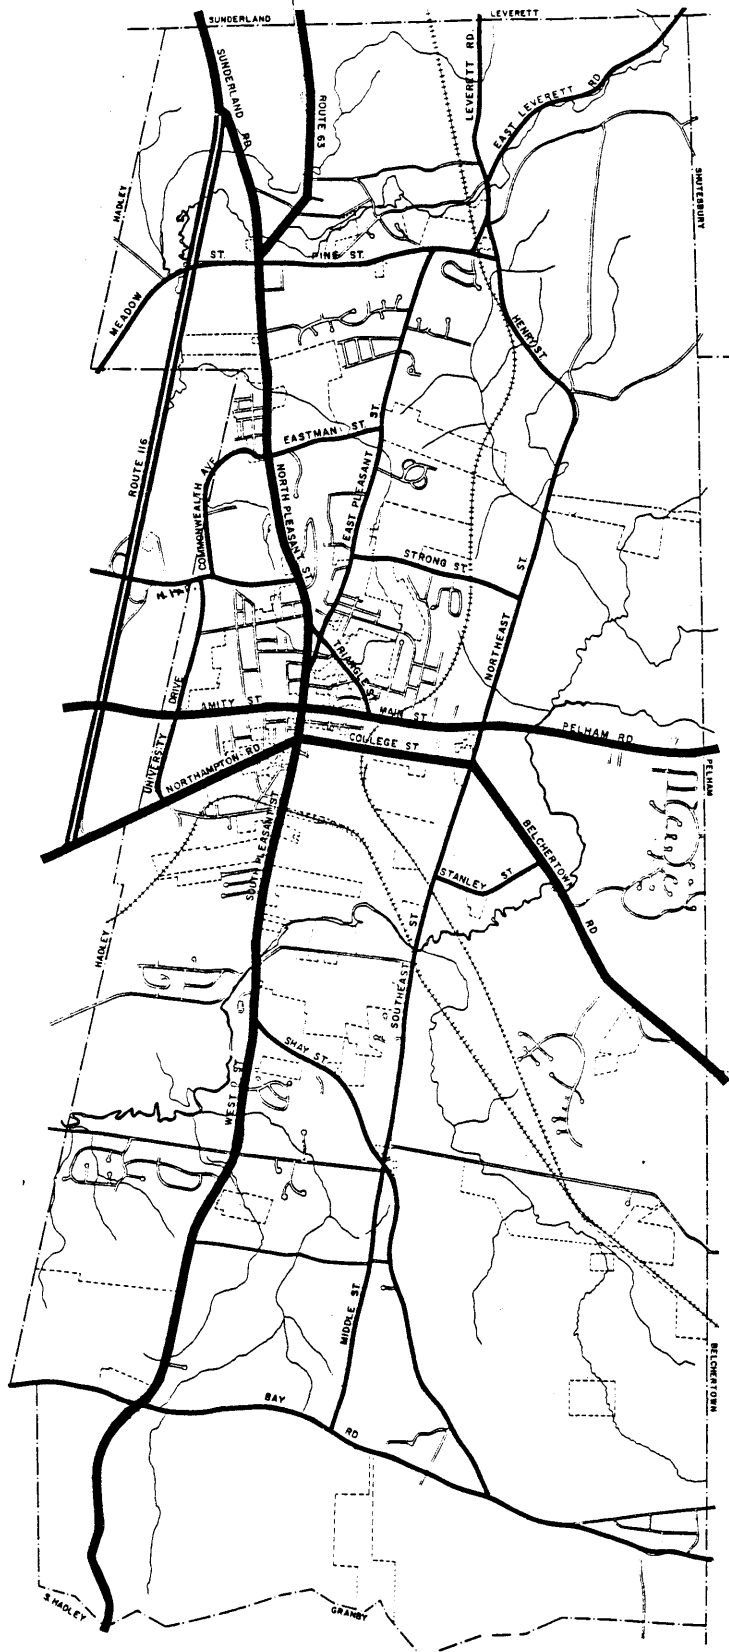 SUNDERLAND
LEVERETT
SUNDERLAND RD.
ROUTE 63
LEVERETT RD.
EAST LEVERETT RD
HADLEY
SHUTESBURY
MEADOW ST.
PINE ST.
HENRY ST.
ROUTE 116
EASTMAN ST.
COMMONWEALTH AVE
NORTH PLEASANT ST.
EAST PLEASANT ST.
STRONG ST.
NORTHEAST ST.
TRIANGLE ST.
UNIVERSITY DRIVE
AMITY ST
MAIN ST
PELHAM RD
COLLEGE ST
NORTHAMPTON RD
PELHAM
SOUTH PLEASANT ST
STANLEY ST
BELCHERTOWN RD
HADLEY
SOUTHEAST ST
SHAY ST.
WEST
MIDDLE ST
BELCHERTOWN
BAY RD
S. HADLEY
GRANBY